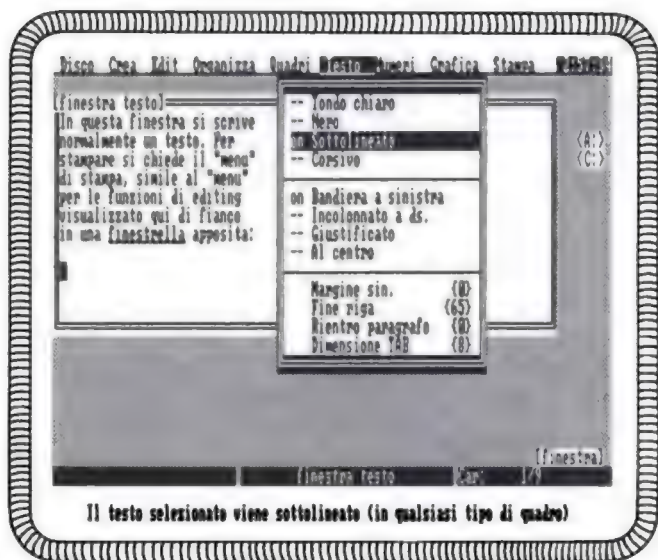 Disco Crea Edit Organizza Quadri Testo Numeri Grafica Stampa
[finestra testo]
In questa finestra si scrive
normalmente un testo. Per
stampare si chiede il "menu"
di stampa, simile al "menu"
per le funzioni di editing
visualizzato qui di fianco
in una finestrella apposita:
-- Tondo chiaro
-- Nero
on Sottolineato
-- Corsivo
on Bandiera a sinistra
-- Incolonnato a ds.
-- Giustificato
-- Al centro
Margine sin. {0}
Fine riga {65}
Rientro paragrafo {0}
Dimensione TAB {8}
<A:>
<C:>
[finestra]
finestra testo Car:
Il testo selezionato viene sottolineato (in qualsiasi tipo di quadro)